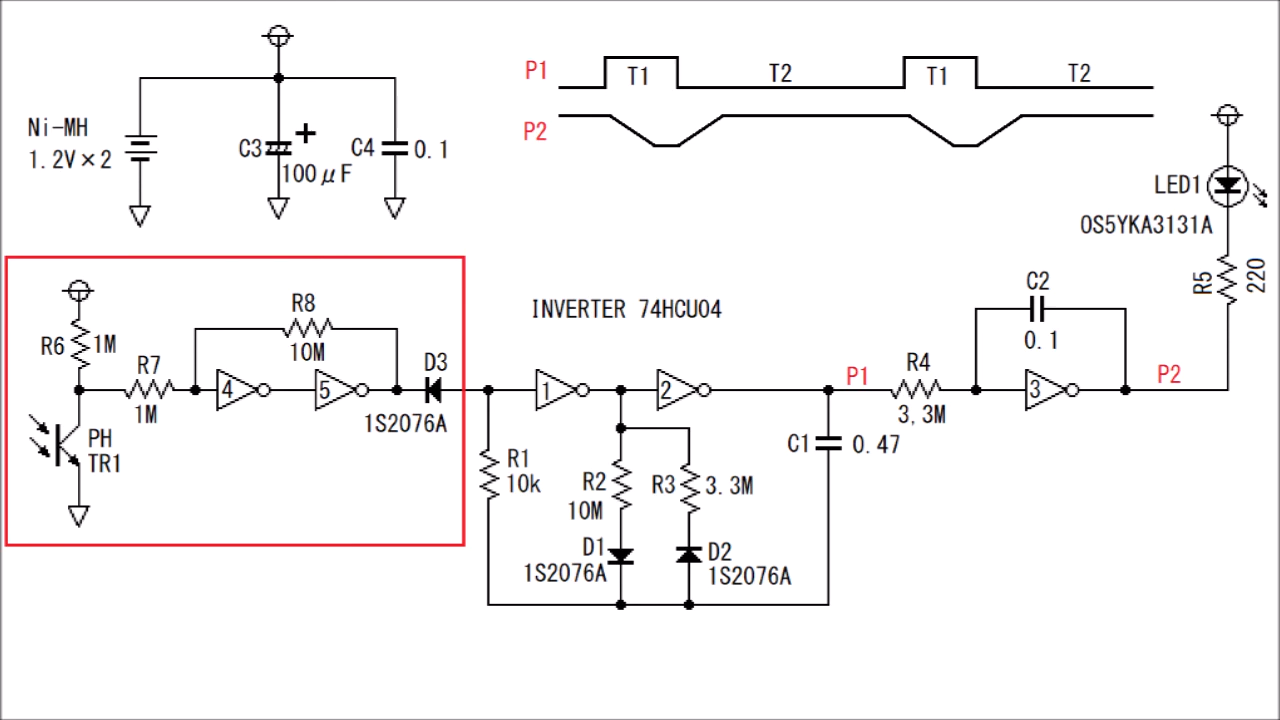 P1
T1
T2
T1
T2
P2
Ni-MH
1.2V×2
C3
+
100μF
C4
0.1
LED1
OS5YKA3131A
R5
220
R6
1M
R7
1M
R8
10M
4
5
D3
1S2076A
PH
TR1
INVERTER 74HCU04
1
2
P1
R4
3,3M
C2
0.1
3
P2
R1
10k
R2
10M
R3
3.3M
C1
0.47
D1
1S2076A
D2
1S2076A